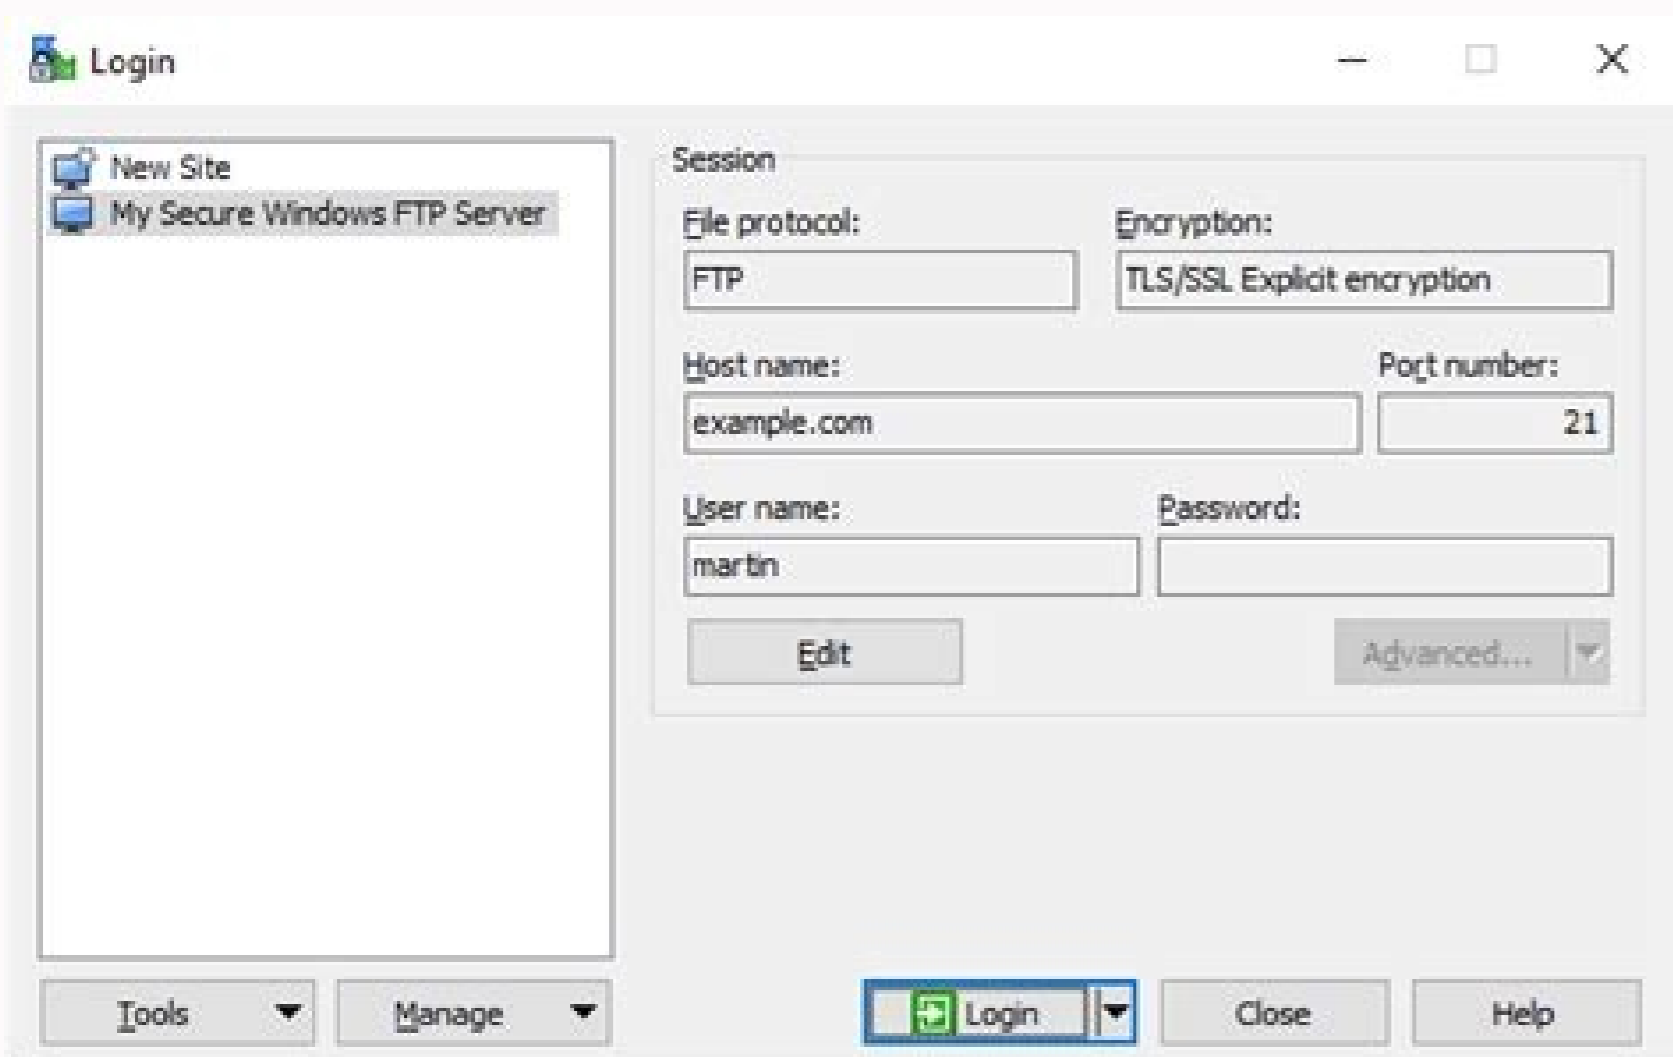 Login
New Site
My Secure Windows FTP Server
Session
File protocol:
Encryption:
FTP
TLS/SSL Explicit encryption
Host name:
Port number:
example.com
21
User name:
Password:
martin
Edit
Advanced...
Tools
Manage
Login
Close
Help